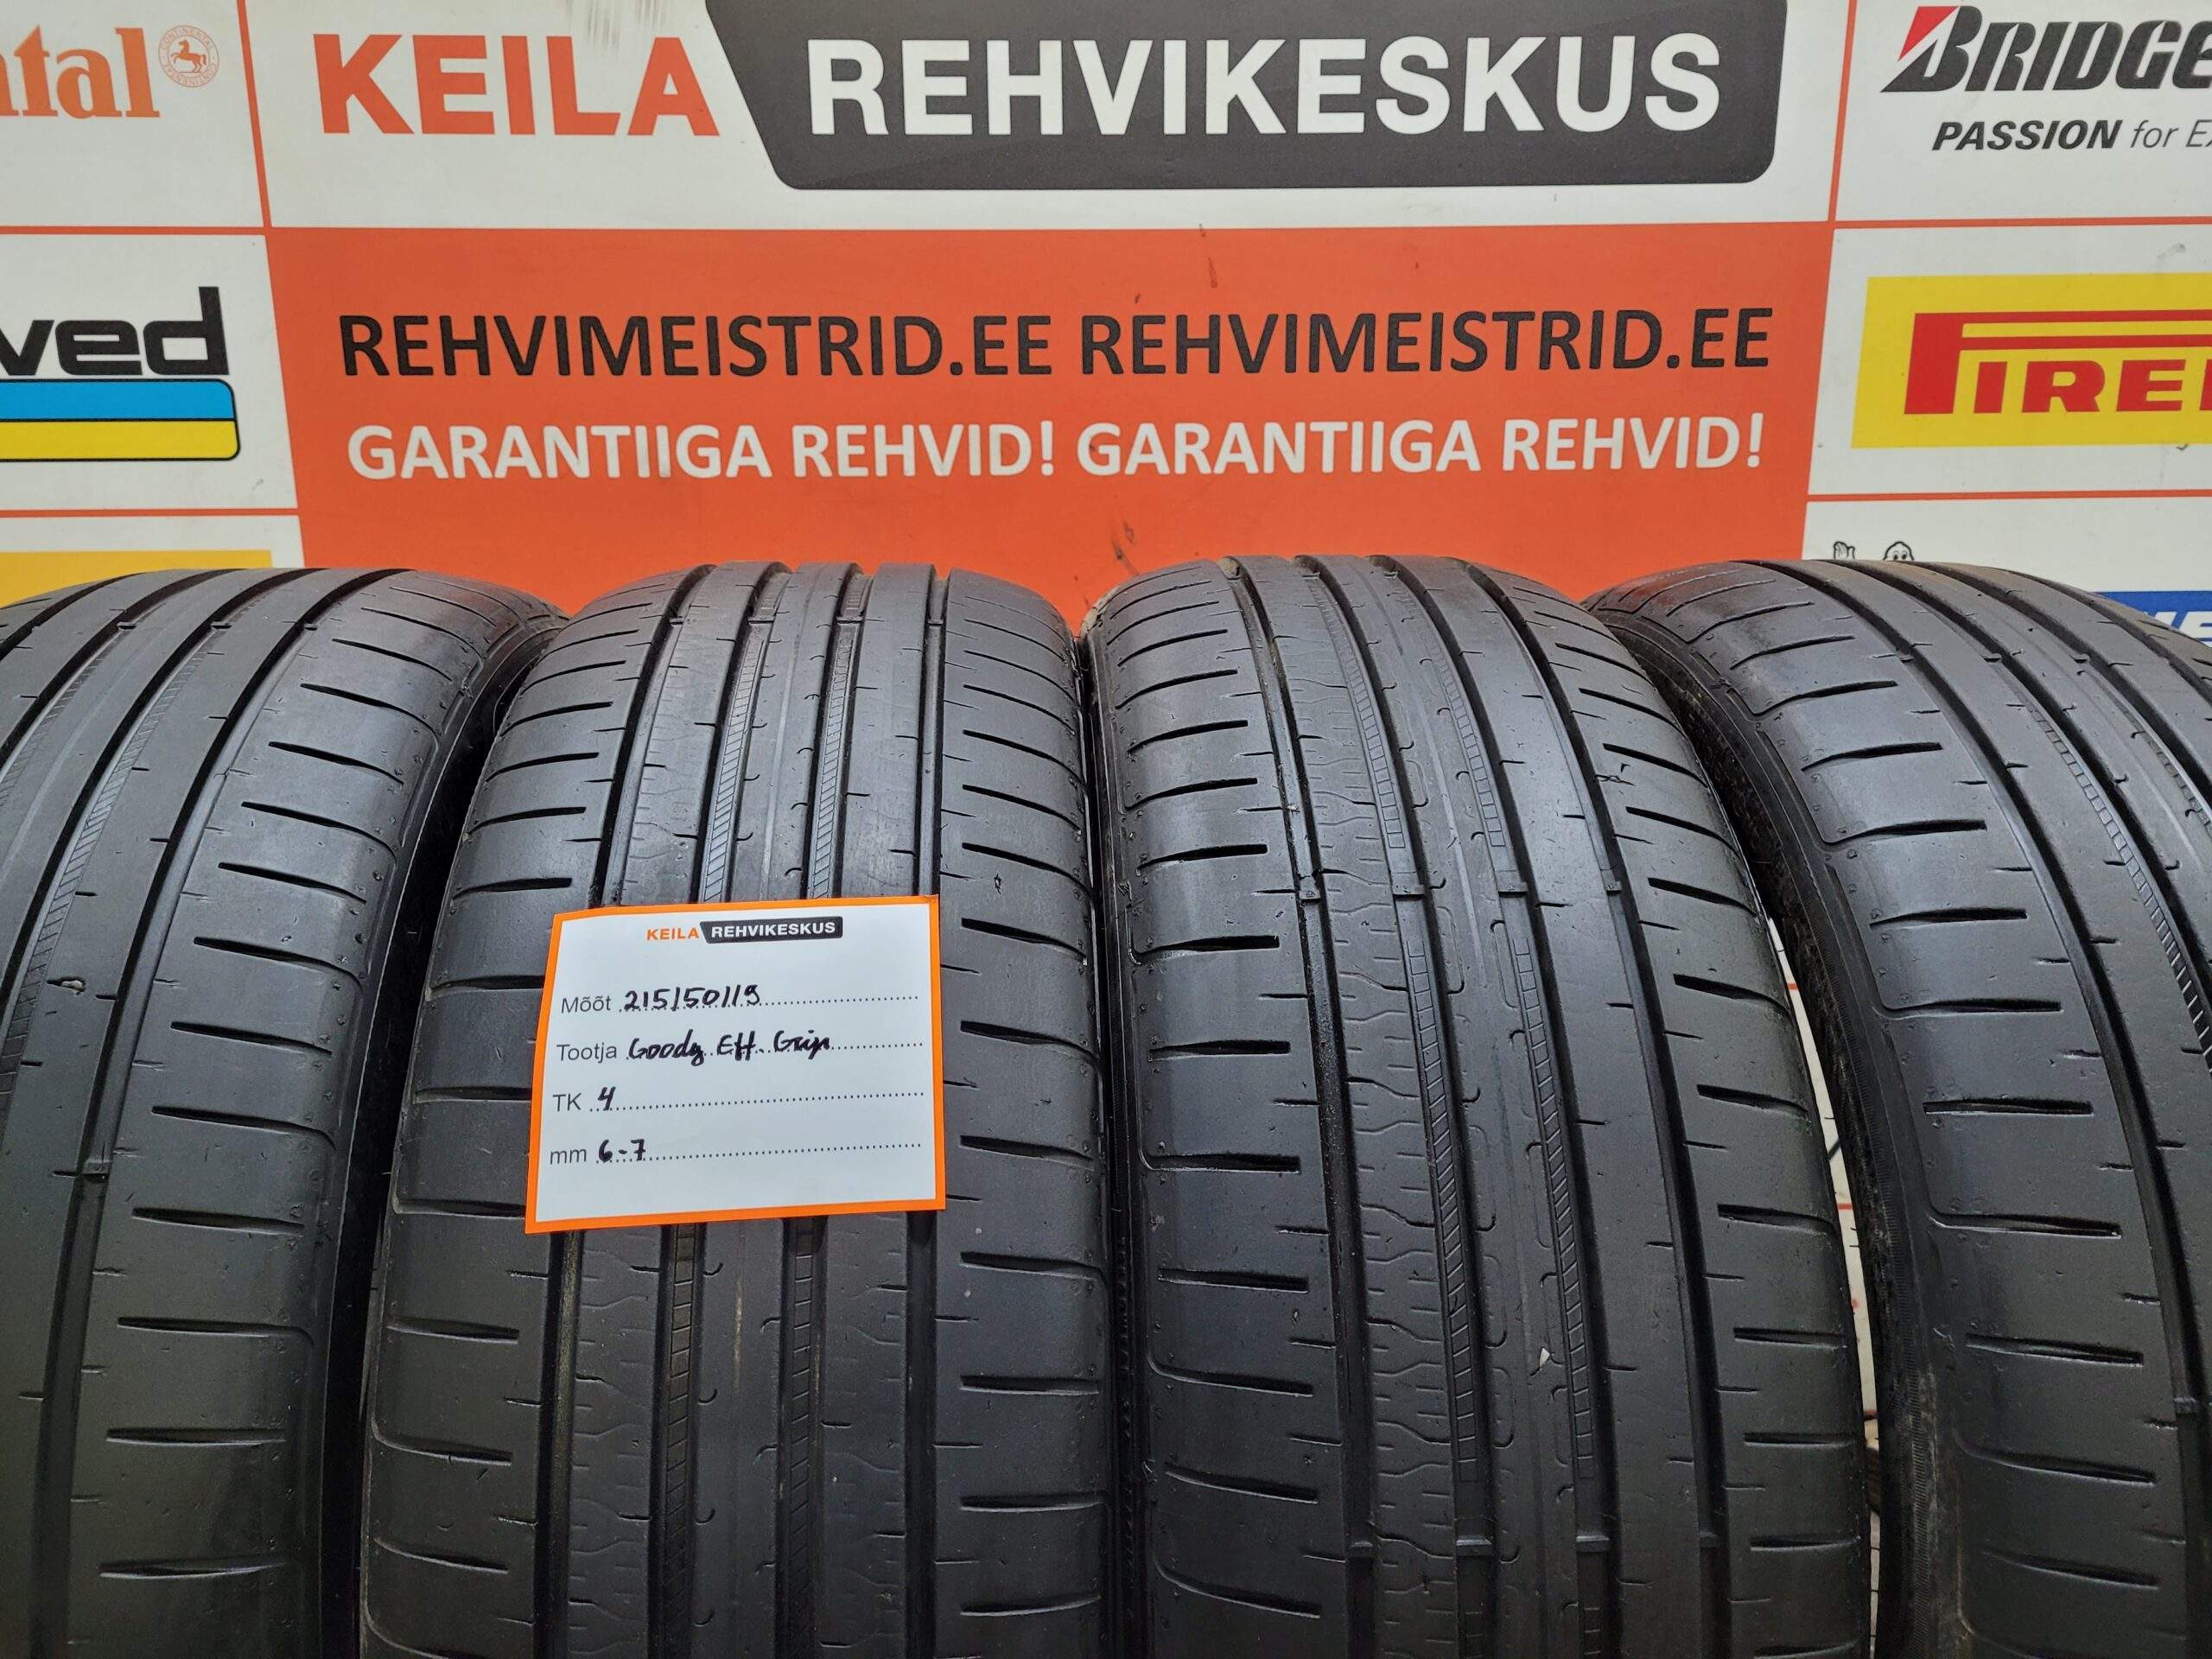 ntal
KEILA REHVIKESKUS
BRIDGE
PASSION for E
ved
REHVIMEISTRID.EE REHVIMEISTRID.EE
GARANTIIGA REHVID! GARANTIIGA REHVID!
PIRE
KEILA REHVIKESKUS
Mõõt 215/50/19
Tootja Goody Eff. Grip
TK 4
mm 6-7